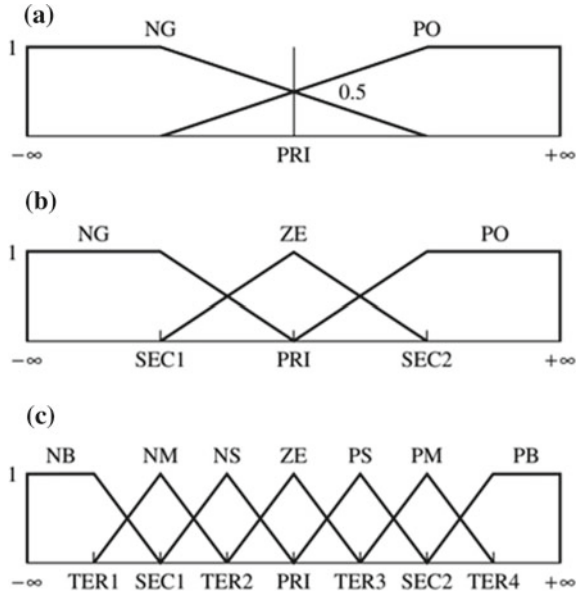 (a)
NG PO
1
0.5
−∞ PRI +∞
(b)
NG ZE PO
1
−∞ SEC1 PRI SEC2 +∞
(c)
NB NM NS ZE PS PM PB
1
−∞ TER1 SEC1 TER2 PRI TER3 SEC2 TER4 +∞